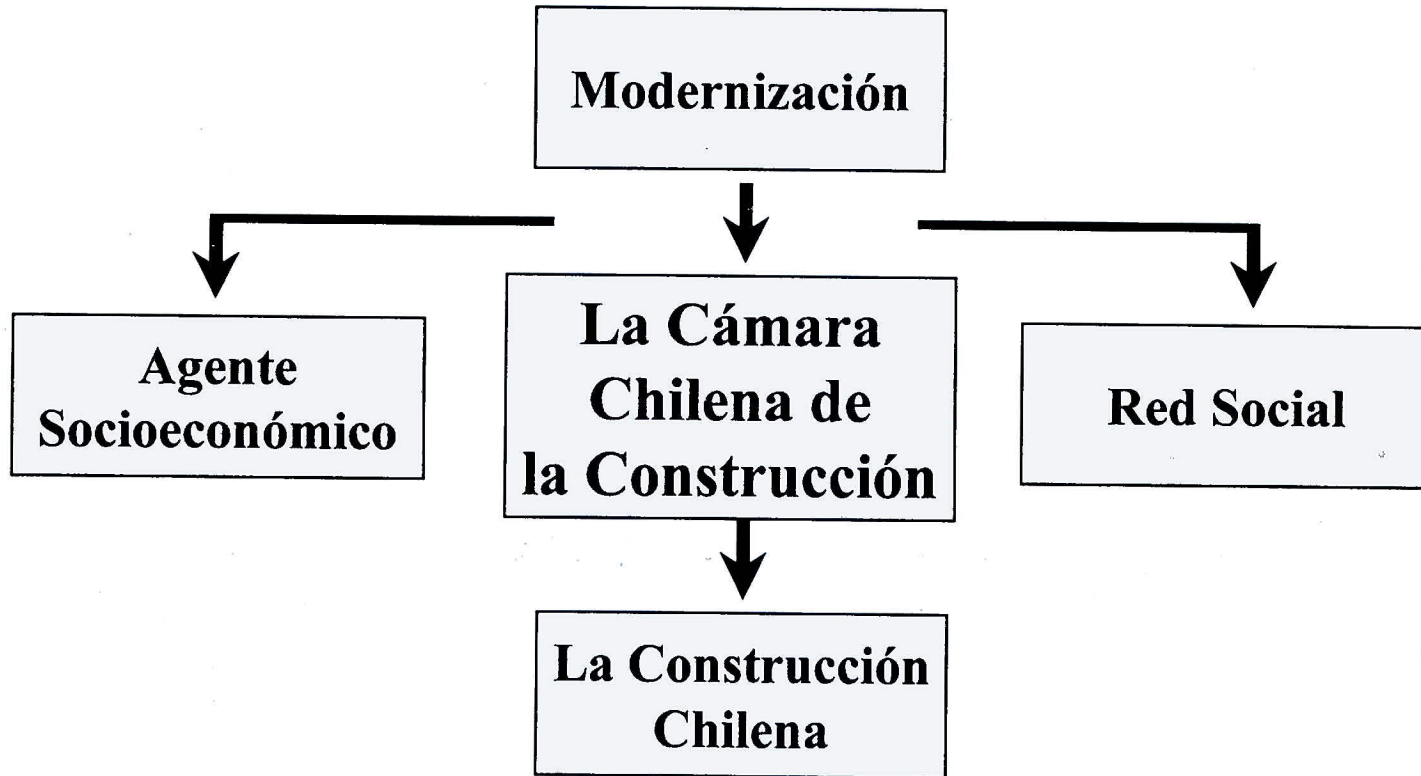 Modernización
Agente
Socioeconómico
La Cámara
Chilena de
la Construcción
Red Social
La Construcción
Chilena